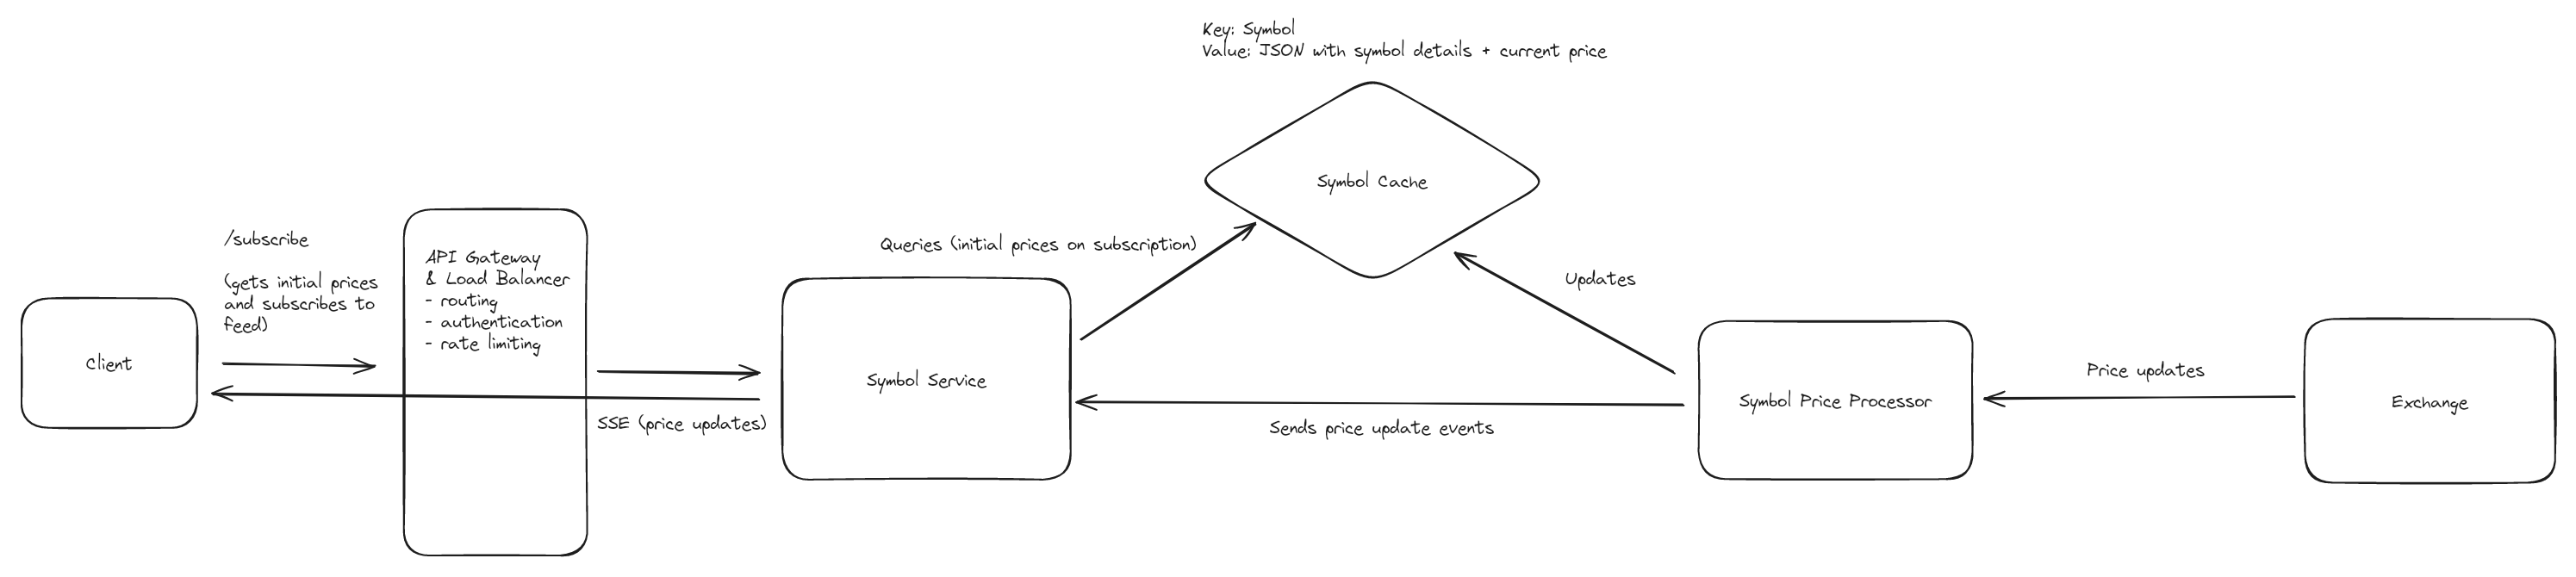 Key: Symbol
Value: JSON with symbol details + current price
Symbol Cache
/subscribe
(gets initial prices
and subscribes to
feed)
API Gateway
& Load Balancer
- routing
- authentication
- rate limiting
Queries (initial prices on subscription)
Updates
Client
Symbol Service
SSE (price updates)
Sends price update events
Symbol Price Processor
Price updates
Exchange